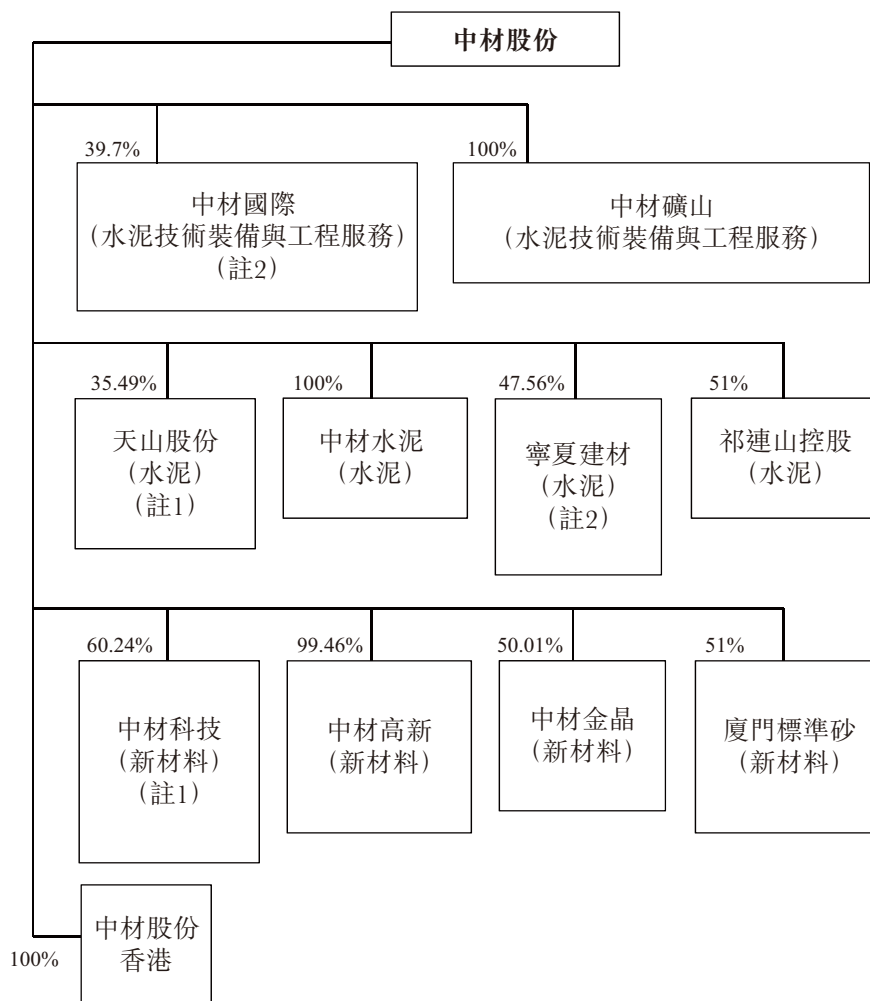 中材股份
39.7%
100%
中材國際
（水泥技術裝備與工程服務）
（註2）
中材礦山
（水泥技術裝備與工程服務）
35.49%
100%
47.56%
51%
天山股份
（水泥）
（註1）
中材水泥
（水泥）
寧夏建材
（水泥）
（註2）
祁連山控股
（水泥）
60.24%
99.46%
50.01%
51%
中材科技
（新材料）
（註1）
中材高新
（新材料）
中材金晶
（新材料）
廈門標準砂
（新材料）
100%
中材股份
香港